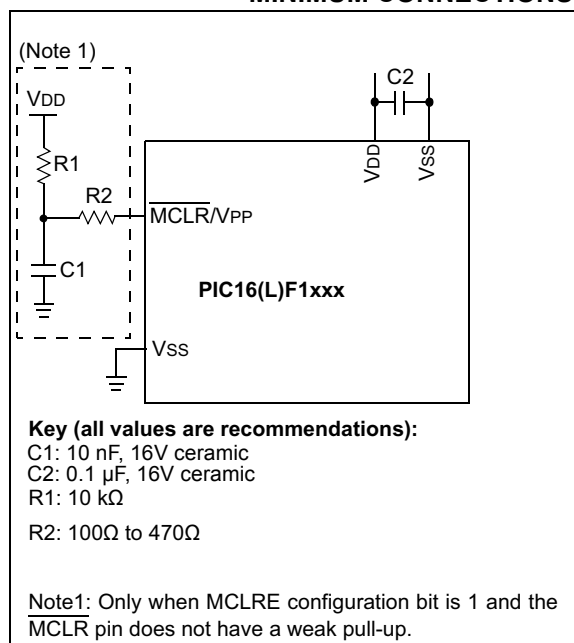 (Note 1)
VDD
R1
R2
C1
C2
VDD
VSS
MCLR/VPP
PIC16(L)F1xxx
VSS
Key (all values are recommendations):
C1: 10 nF, 16V ceramic
C2: 0.1 µF, 16V ceramic
R1: 10 kΩ
R2: 100Ω to 470Ω
Note1: Only when MCLRE configuration bit is 1 and the
MCLR pin does not have a weak pull-up.